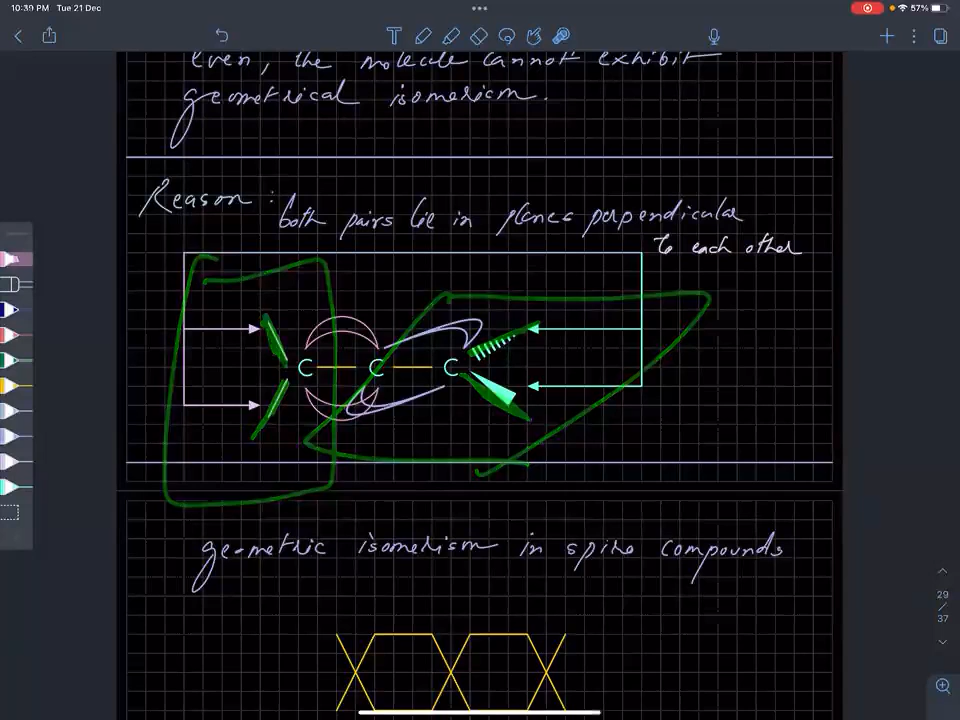 10:39 PM Tue 21 Dec
57%
even, the molecule cannot exhibit
geometrical isomerism.
Reason : both pairs lie in planes perpendicular
to each other
C C C
geometric isomerism in spiro compounds
29
/
37